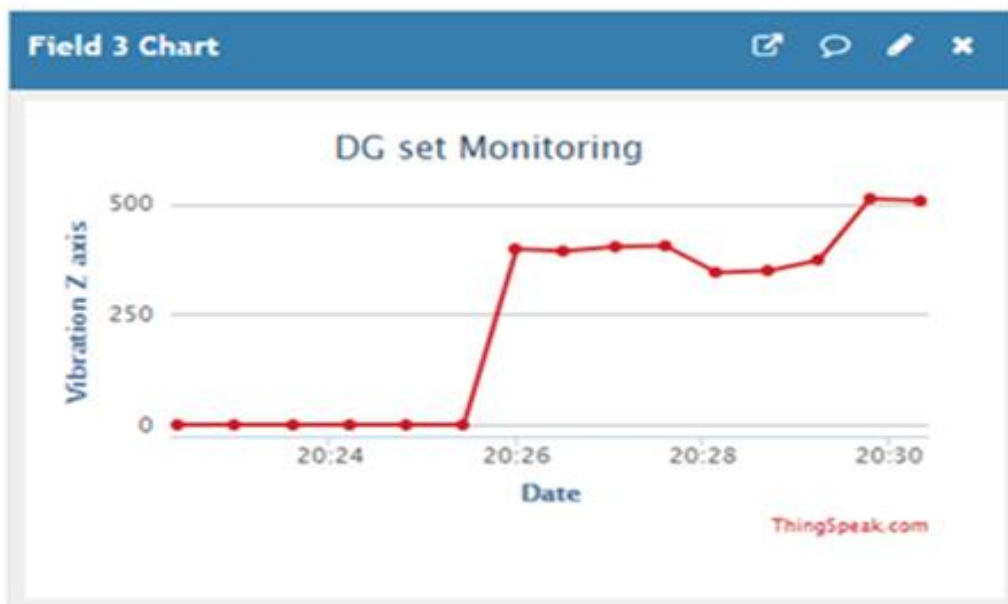 Field 3 Chart
DG set Monitoring
Vibration Z axis
500
250
0
20:24 20:26 20:28 20:30
Date
ThingSpeak.com